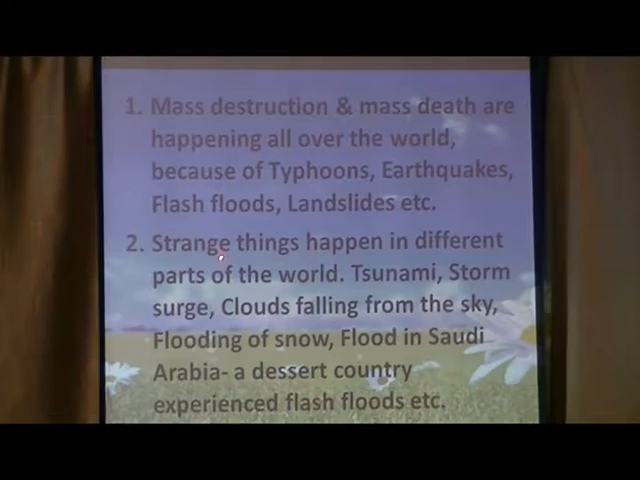 1. Mass destruction & mass death are
happening all over the world,
because of Typhoons, Earthquakes,
Flash floods, Landslides etc.
2. Strange things happen in different
parts of the world. Tsunami, Storm
surge, Clouds falling from the sky,
Flooding of snow, Flood in Saudi
Arabia- a dessert country
experienced flash floods etc.